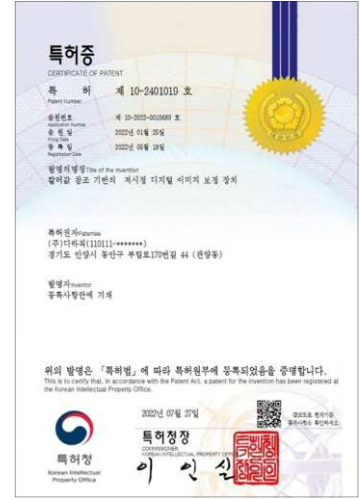 특허증
CERTIFICATE OF PATENT
특 허 제 10-2401019 호
Patent Number
출원번호 제 10-2022-0010689 호
Application Number
출 원 일 2022년 01월 25일
Filing Date
등 록 일 2022년 05월 18일
Registration Date
발명의명칭 Title of the Invention
컬러값 참조 기반의 저시정 디지털 이미지 보정 장치
특허권자 Patentee
(주)다라픽(110111-*******)
경기도 안양시 동안구 부림로170번길 44 (관양동)
발명자 Inventor
등록사항란에 기재
위의 발명은 「특허법」에 따라 특허원부에 등록되었음을 증명합니다.
This is to certify that, in accordance with the Patent Act, a patent for the invention has been registered at
the Korean Intellectual Property Office.
2022년 07월 27일
특허청장
COMMISSIONER,
KOREAN INTELLECTUAL PROPERTY OFFICE
이 인 실
특허청
Korean Intellectual
Property Office